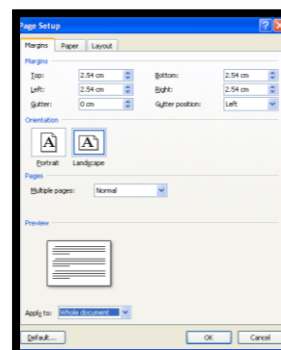 Page Setup
Margins Paper Layout
Margins
Top: 2.54 cm Bottom: 2.54 cm
Left: 2.54 cm Right: 2.54 cm
Gutter: 0 cm Gutter position: Left
Orientation
Portrait Landscape
Pages
Multiple pages: Normal
Preview
Apply to: Whole document
Default... OK Cancel